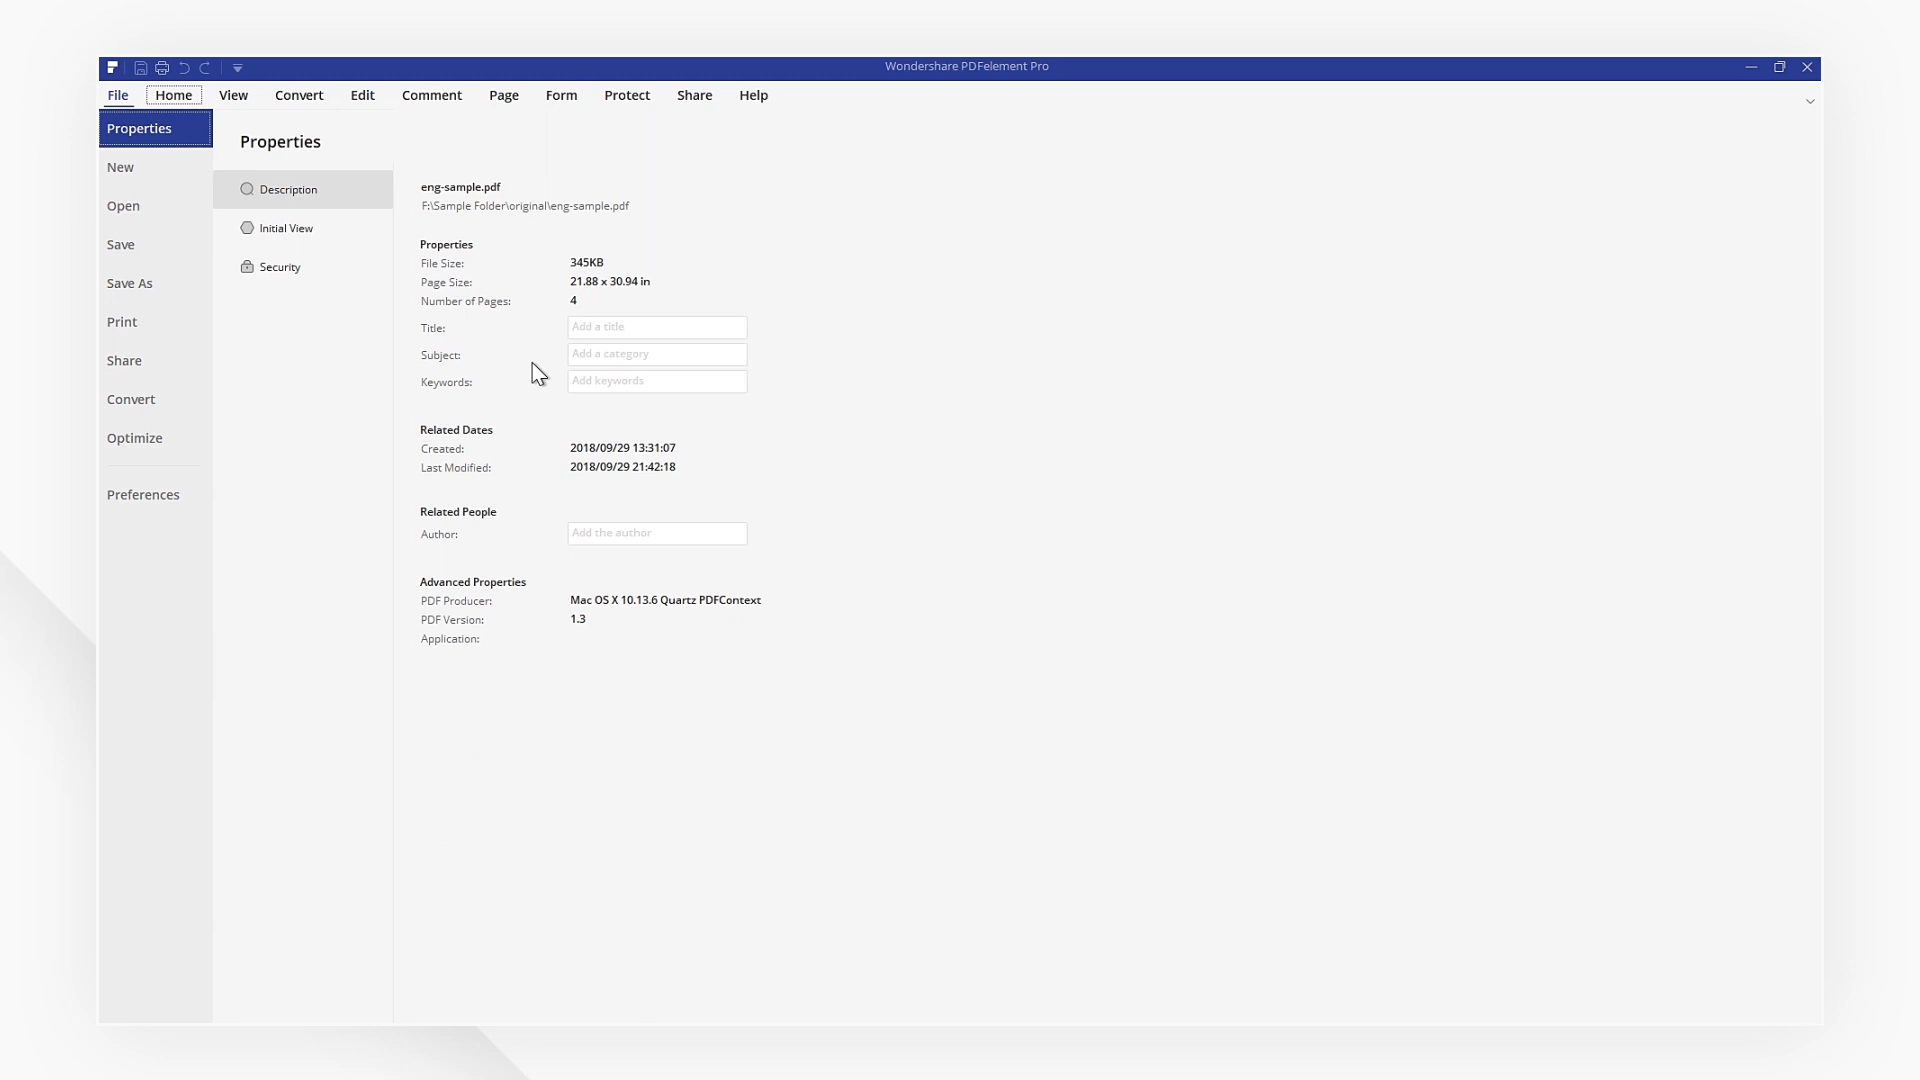 Wondershare PDFelement Pro
File Home View Convert Edit Comment Page Form Protect Share Help
Properties
New
Open
Save
Save As
Print
Share
Convert
Optimize
Preferences
Properties
Description
Initial View
Security
eng-sample.pdf
F:\Sample Folder\original\eng-sample.pdf
Properties
File Size: 345KB
Page Size: 21.88 x 30.94 in
Number of Pages: 4
Title: Add a title
Subject: Add a category
Keywords: Add keywords
Related Dates
Created: 2018/09/29 13:31:07
Last Modified: 2018/09/29 21:42:18
Related People
Author: Add the author
Advanced Properties
PDF Producer: Mac OS X 10.13.6 Quartz PDFContext
PDF Version: 1.3
Application: